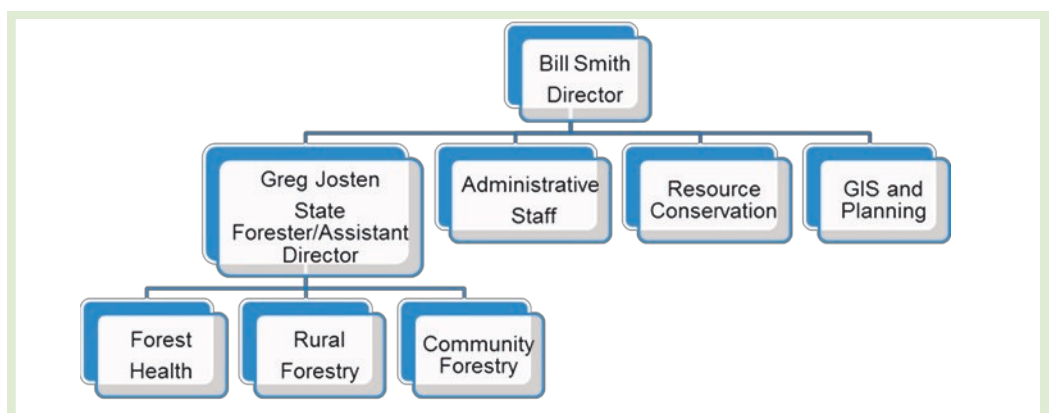 Bill Smith
Director
Greg Josten
State
Forester/Assistant
Director
Administrative
Staff
Resource
Conservation
GIS and
Planning
Forest
Health
Rural
Forestry
Community
Forestry